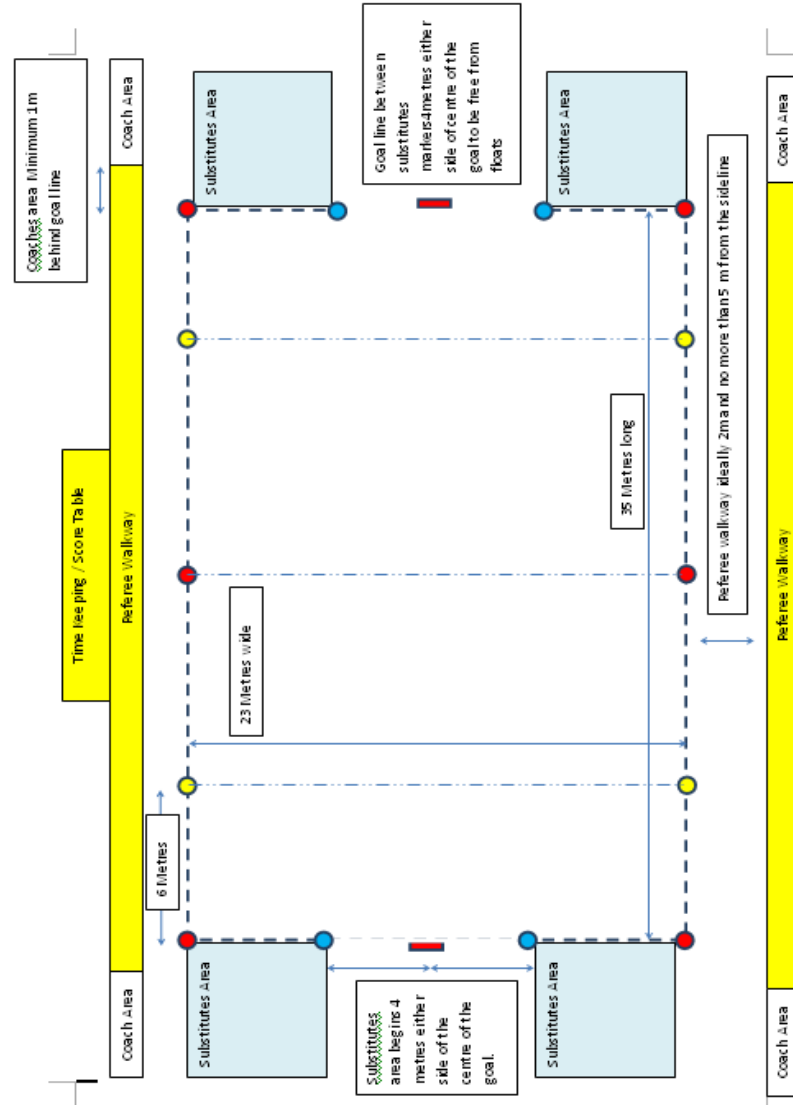 Coaches area Minimum 1m
behind goal line
Time Keeping / Score Table
Coach Area
Referee Walkway
Coach Area
6 Metres
Substitutes Area
Substitutes Area
23 Metres wide
Substitutes
area begins 4
metres either
side of the
centre of the
goal.
Goal line between
substitutes
markers4metres either
side of centre of the
goal to be free from
floats
Substitutes Area
Substitutes Area
35 Metres long
Referee walkway ideally 2m and no more than 5 m from the sideline
Coach Area
Referee Walkway
Coach Area